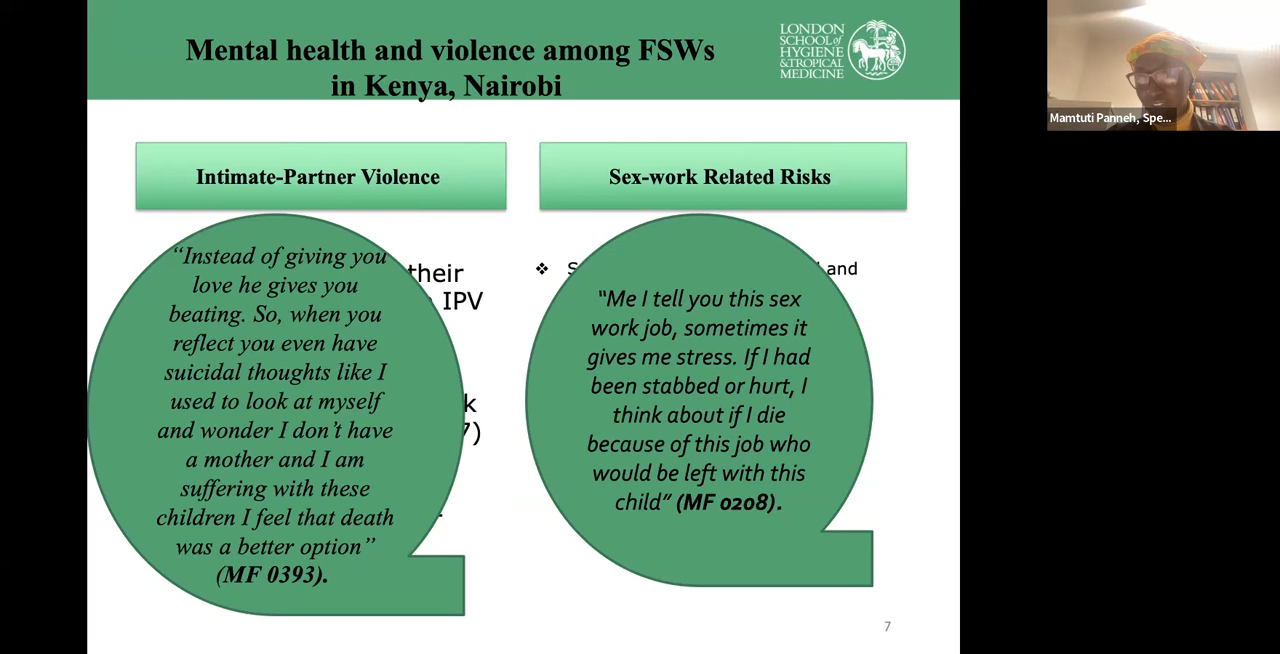 Mental health and violence among FSWs
in Kenya, Nairobi
LONDON
SCHOOL of
HYGIENE
& TROPICAL
MEDICINE
Mamtuti Panneh, Spe...
Intimate-Partner Violence
Sex-work Related Risks
their
IPV
k
7)
“Instead of giving you
love he gives you
beating. So, when you
reflect you even have
suicidal thoughts like I
used to look at myself
and wonder I don’t have
a mother and I am
suffering with these
children I feel that death
was a better option”
(MF 0393).
❖ S
and
“Me I tell you this sex
work job, sometimes it
gives me stress. If I had
been stabbed or hurt, I
think about if I die
because of this job who
would be left with this
child” (MF 0208).
7